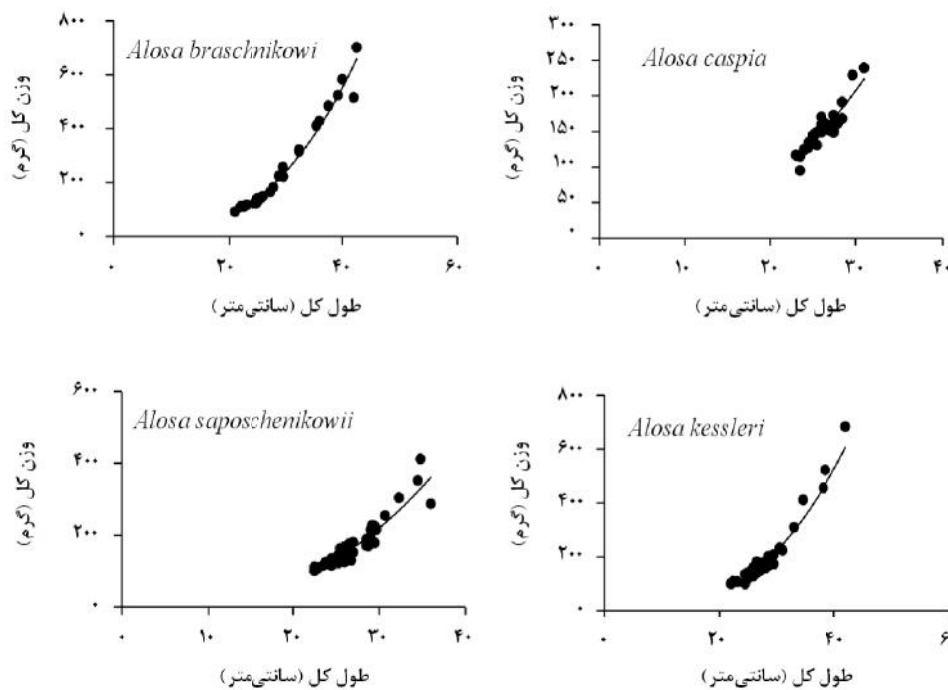 ۸۰۰
۶۰۰
۴۰۰
۲۰۰
۰
وزن کل (گرم)
Alosa braschnikowi
۰ ۲۰ ۴۰ ۶۰
طول کل (سانتی‌متر)
۳۰۰
۲۵۰
۲۰۰
۱۵۰
۱۰۰
۵۰
۰
وزن کل (گرم)
Alosa caspia
۰ ۱۰ ۲۰ ۳۰ ۴۰
طول کل (سانتی‌متر)
۶۰۰
۴۰۰
۲۰۰
۰
وزن کل (گرم)
Alosa saposchenikowii
۰ ۱۰ ۲۰ ۳۰ ۴۰
طول کل (سانتی‌متر)
۸۰۰
۶۰۰
۴۰۰
۲۰۰
۰
وزن کل (گرم)
Alosa kessleri
۰ ۲۰ ۴۰ ۶
طول کل (سانتی‌متر)